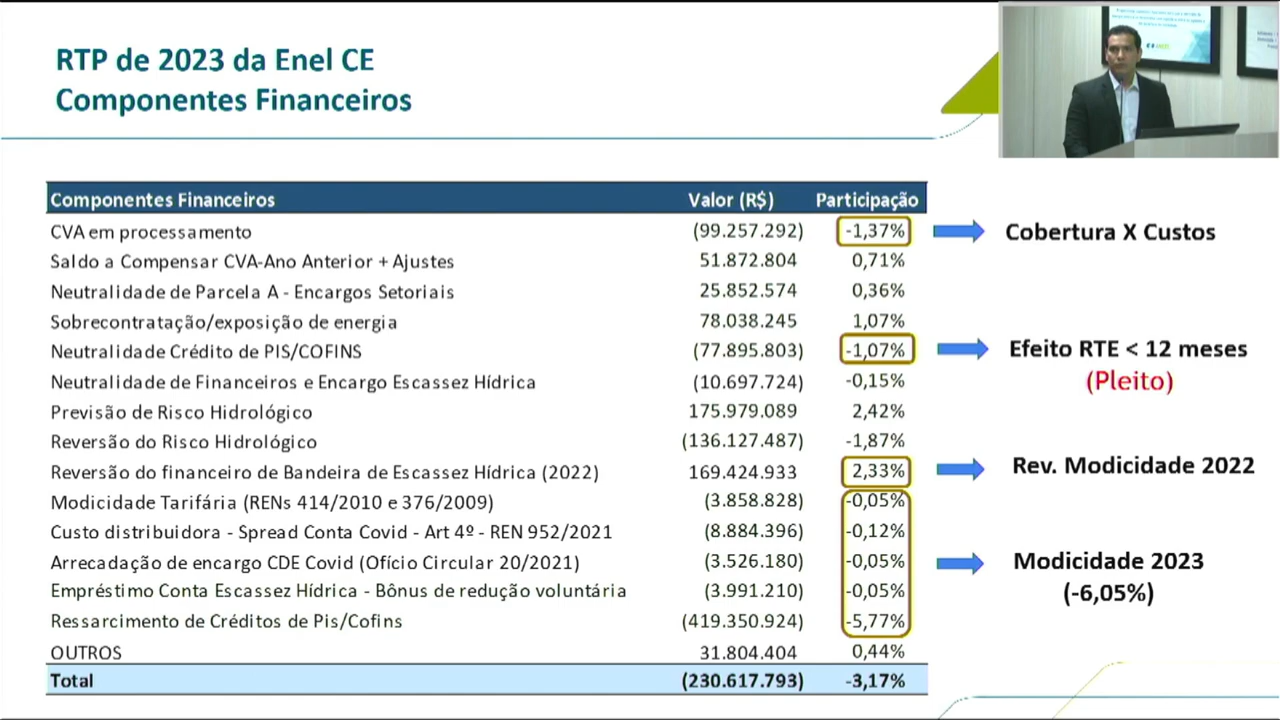 RTP de 2023 da Enel CE
Componentes Financeiros
Componentes Financeiros Valor (R$) Participação
CVA em processamento (99.257.292) -1,37%
Saldo a Compensar CVA-Ano Anterior + Ajustes 51.872.804 0,71%
Neutralidade de Parcela A - Encargos Setoriais 25.852.574 0,36%
Sobrecontratação/exposição de energia 78.038.245 1,07%
Neutralidade Crédito de PIS/COFINS (77.895.803) -1,07%
Neutralidade de Financeiros e Encargo Escassez Hídrica (10.697.724) -0,15%
Previsão de Risco Hidrológico 175.979.089 2,42%
Reversão do Risco Hidrológico (136.127.487) -1,87%
Reversão do financeiro de Bandeira de Escassez Hídrica (2022) 169.424.933 2,33%
Modicidade Tarifária (RENs 414/2010 e 376/2009) (3.858.828) -0,05%
Custo distribuidora - Spread Conta Covid - Art 4º - REN 952/2021 (8.884.396) -0,12%
Arrecadação de encargo CDE Covid (Ofício Circular 20/2021) (3.526.180) -0,05%
Empréstimo Conta Escassez Hídrica - Bônus de redução voluntária (3.991.210) -0,05%
Ressarcimento de Créditos de Pis/Cofins (419.350.924) -5,77%
OUTROS 31.804.404 0,44%
Total (230.617.793) -3,17%
Cobertura X Custos
Efeito RTE < 12 meses
(Pleito)
Rev. Modicidade 2022
Modicidade 2023
(-6,05%)